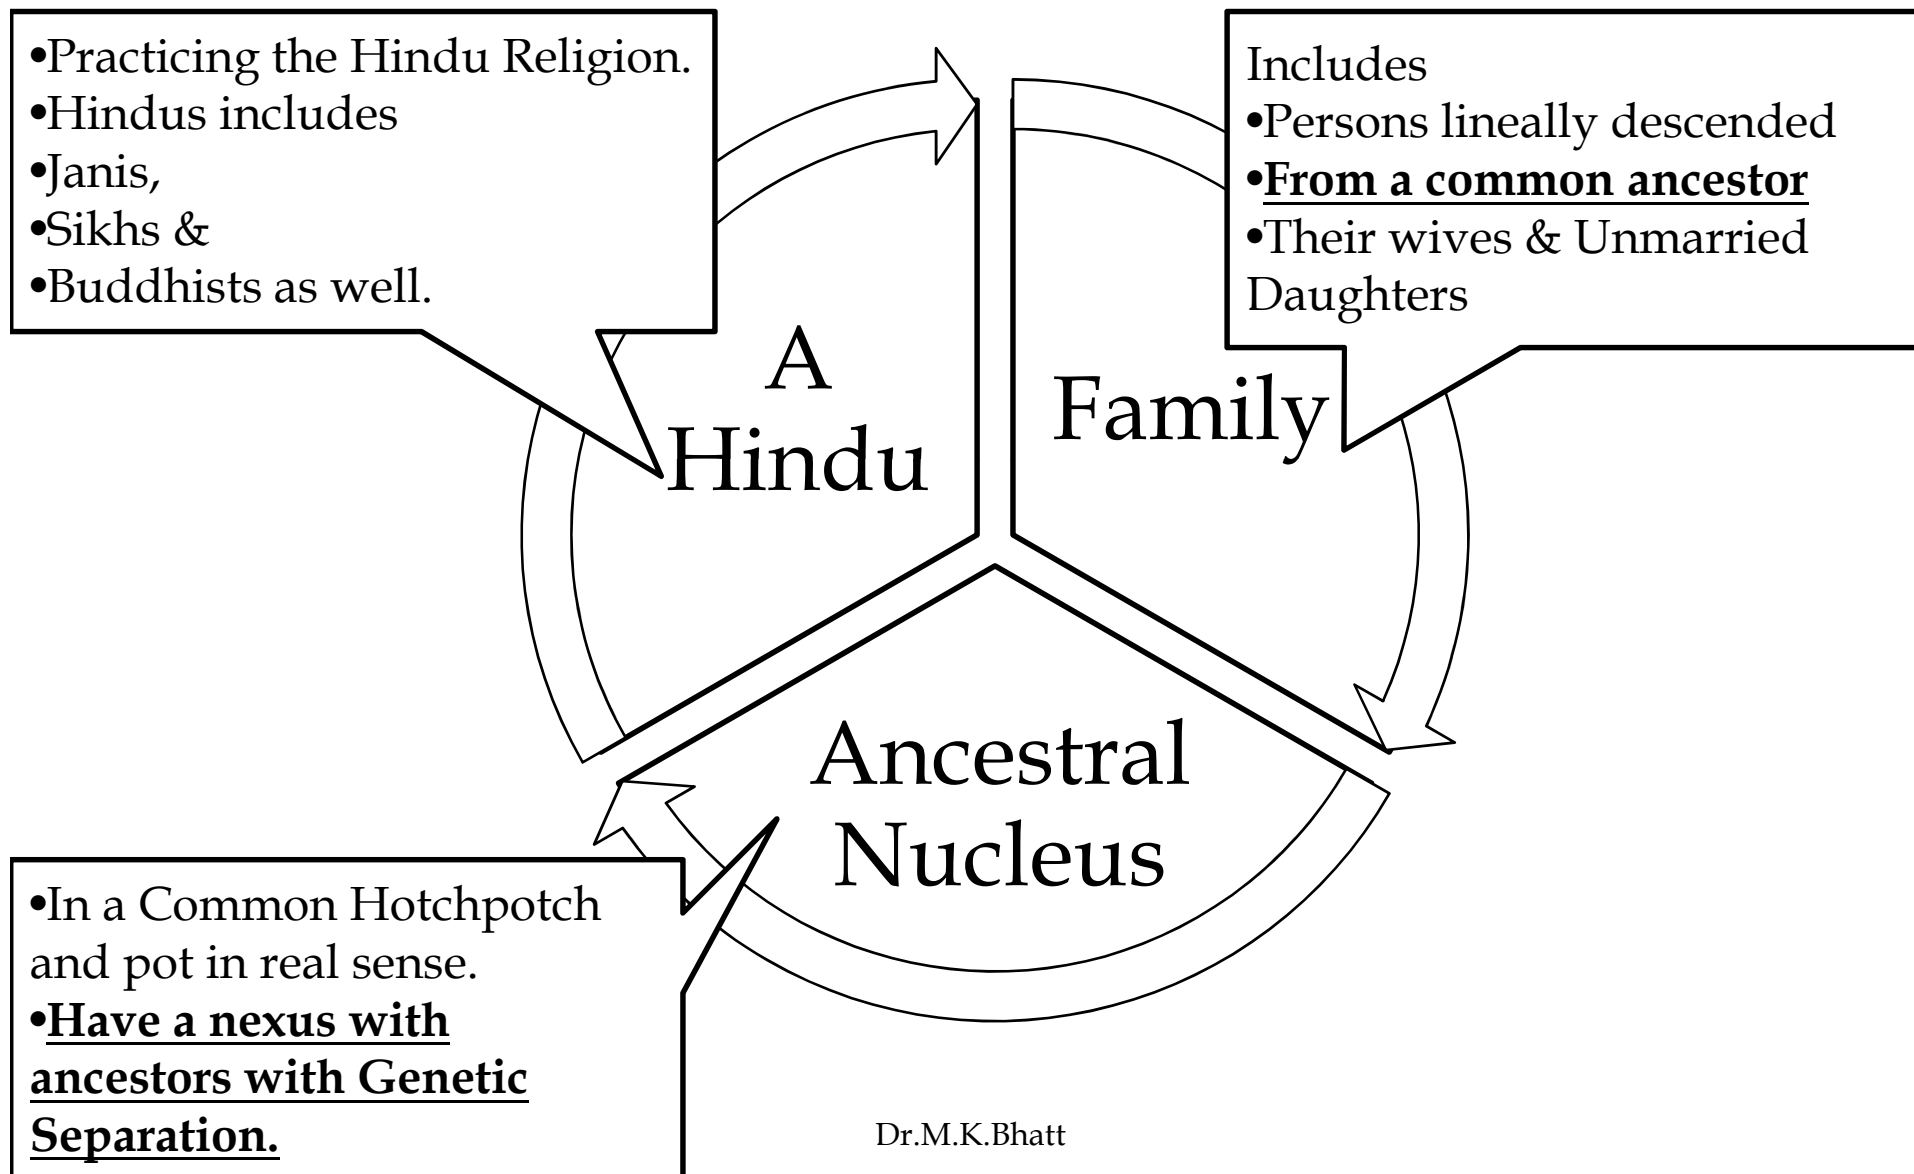 •Practicing the Hindu Religion.
•Hindus includes
•Janis,
•Sikhs &
•Buddhists as well.
Includes
•Persons lineally descended
•From a common ancestor
•Their wives & Unmarried
Daughters
A
Hindu
Family
Ancestral
Nucleus
•In a Common Hotchpotch
and pot in real sense.
•Have a nexus with
ancestors with Genetic
Separation.
Dr.M.K.Bhatt